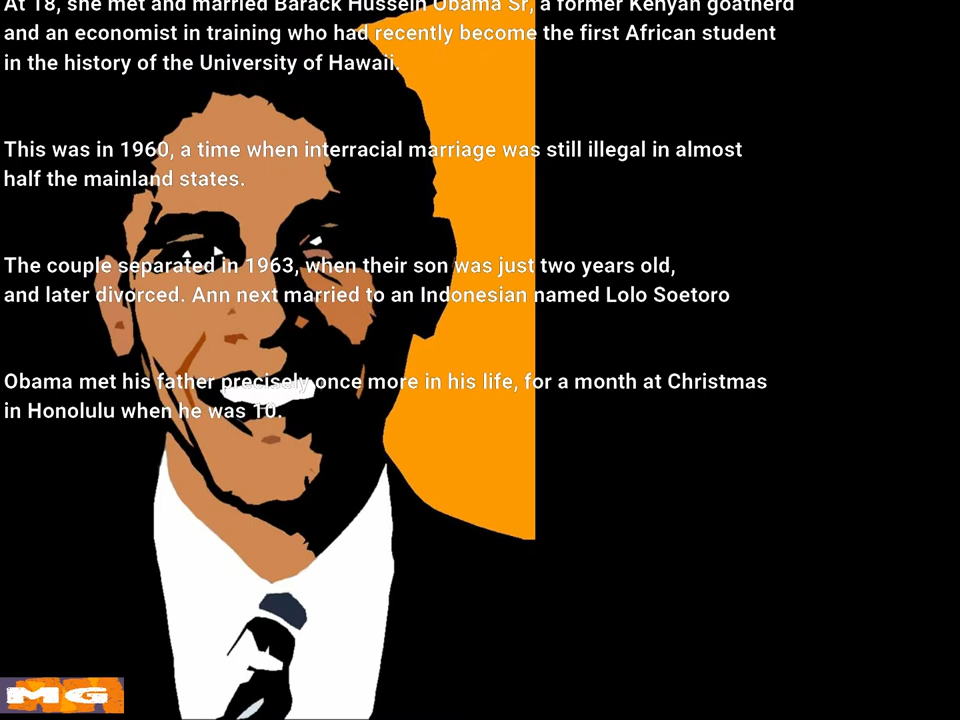 At 18, she met and married Barack Hussein Obama Sr, a former Kenyan goatherd
and an economist in training who had recently become the first African student
in the history of the University of Hawaii.
This was in 1960, a time when interracial marriage was still illegal in almost
half the mainland states.
The couple separated in 1963, when their son was just two years old,
and later divorced. Ann next married to an Indonesian named Lolo Soetoro
Obama met his father precisely once more in his life, for a month at Christmas
in Honolulu when he was 10.
MG